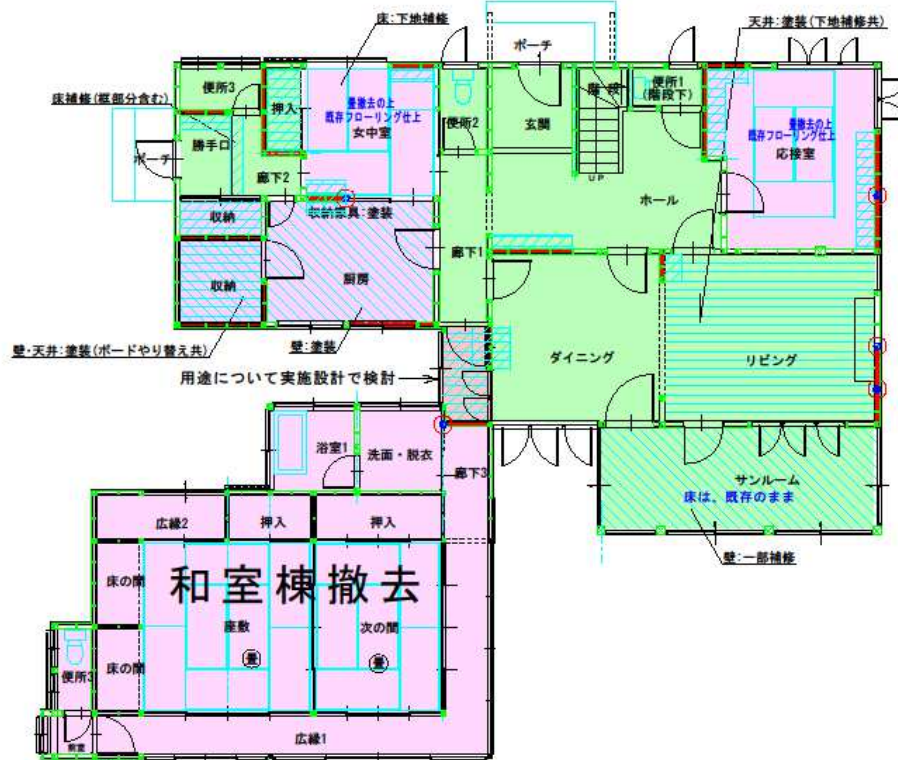 床:下地補修
ポーチ
天井:塗装(下地補修共)
便所3
押入
畳撤去の上
既存フローリング仕上
女中室
便所2
玄関
階段
便所1
(階段下)
畳撤去の上
既存フローリング仕上
応接室
床補修(框部分含む)
勝手口
ポーチ
廊下2
UP
ホール
収納
収納家具:塗装
収納
厨房
廊下1
壁・天井:塗装(ボードやり替え共)
壁:塗装
ダイニング
リビング
用途について実施設計で検討
浴室1
洗面・脱衣
廊下3
サンルーム
床は、既存のまま
広縁2
押入
押入
壁:一部補修
床の間
和室棟撤去
座敷
次の間
床の間
畳
畳
便所3
前室
広縁1